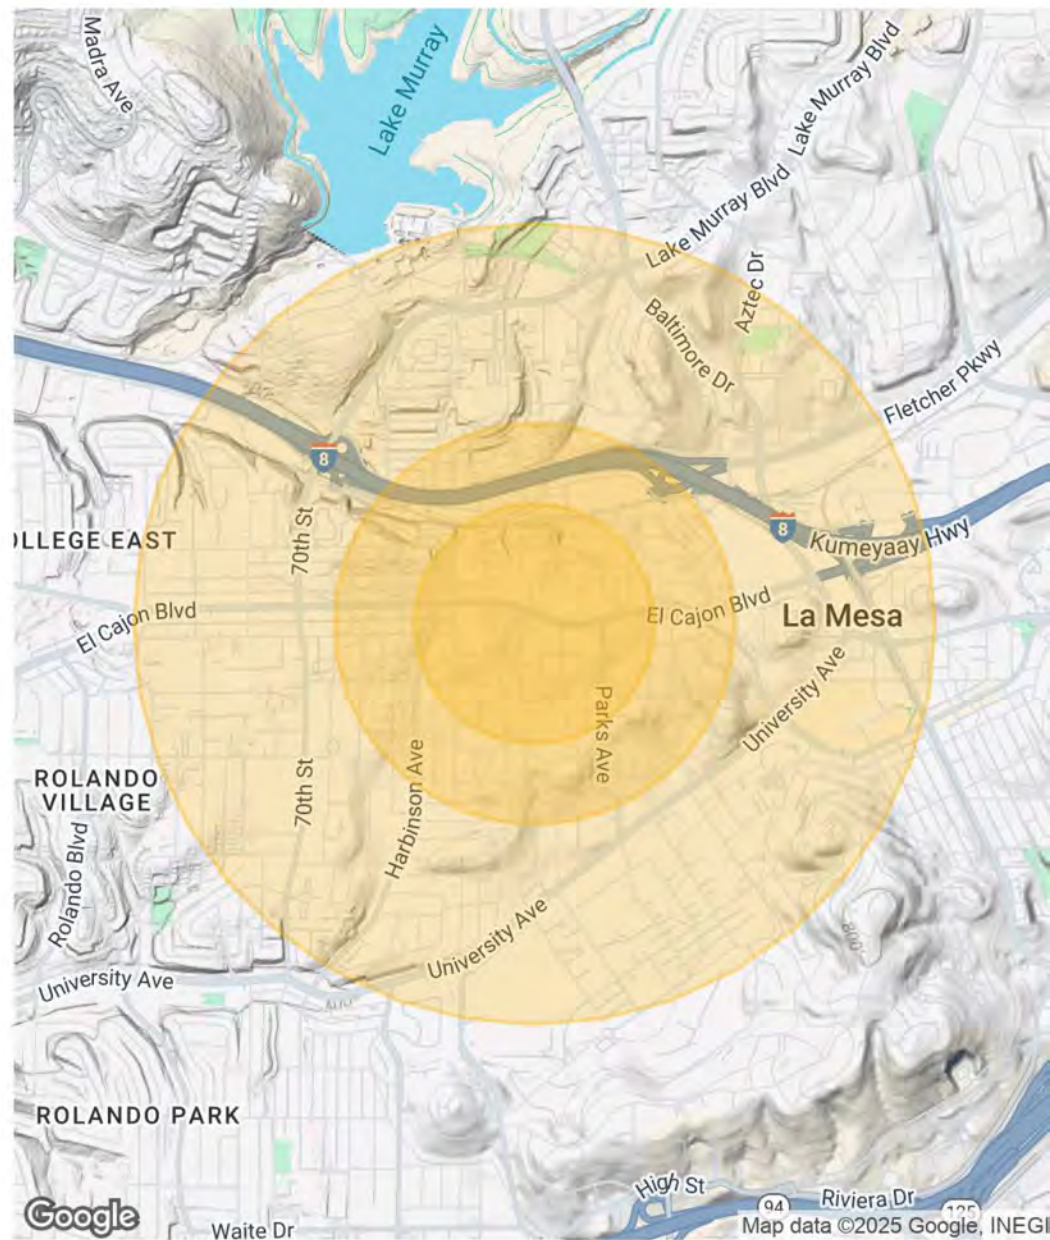 Madra Ave
Lake Murray
Lake Murray Blvd
Lake Murray Blvd
Aztec Dr
Baltimore Dr
Fletcher Pkwy
8
8
70th St
OLLEGE EAST
Kumeyaay Hwy
El Cajon Blvd
El Cajon Blvd
La Mesa
University Ave
Parks Ave
ROLANDO
VILLAGE
70th St
Harbinson Ave
Rolando Blvd
University Ave
800'
University Ave
ROLANDO PARK
High St
94
Riviera Dr
125
Google
Waite Dr
Map data ©2025 Google, INEGI